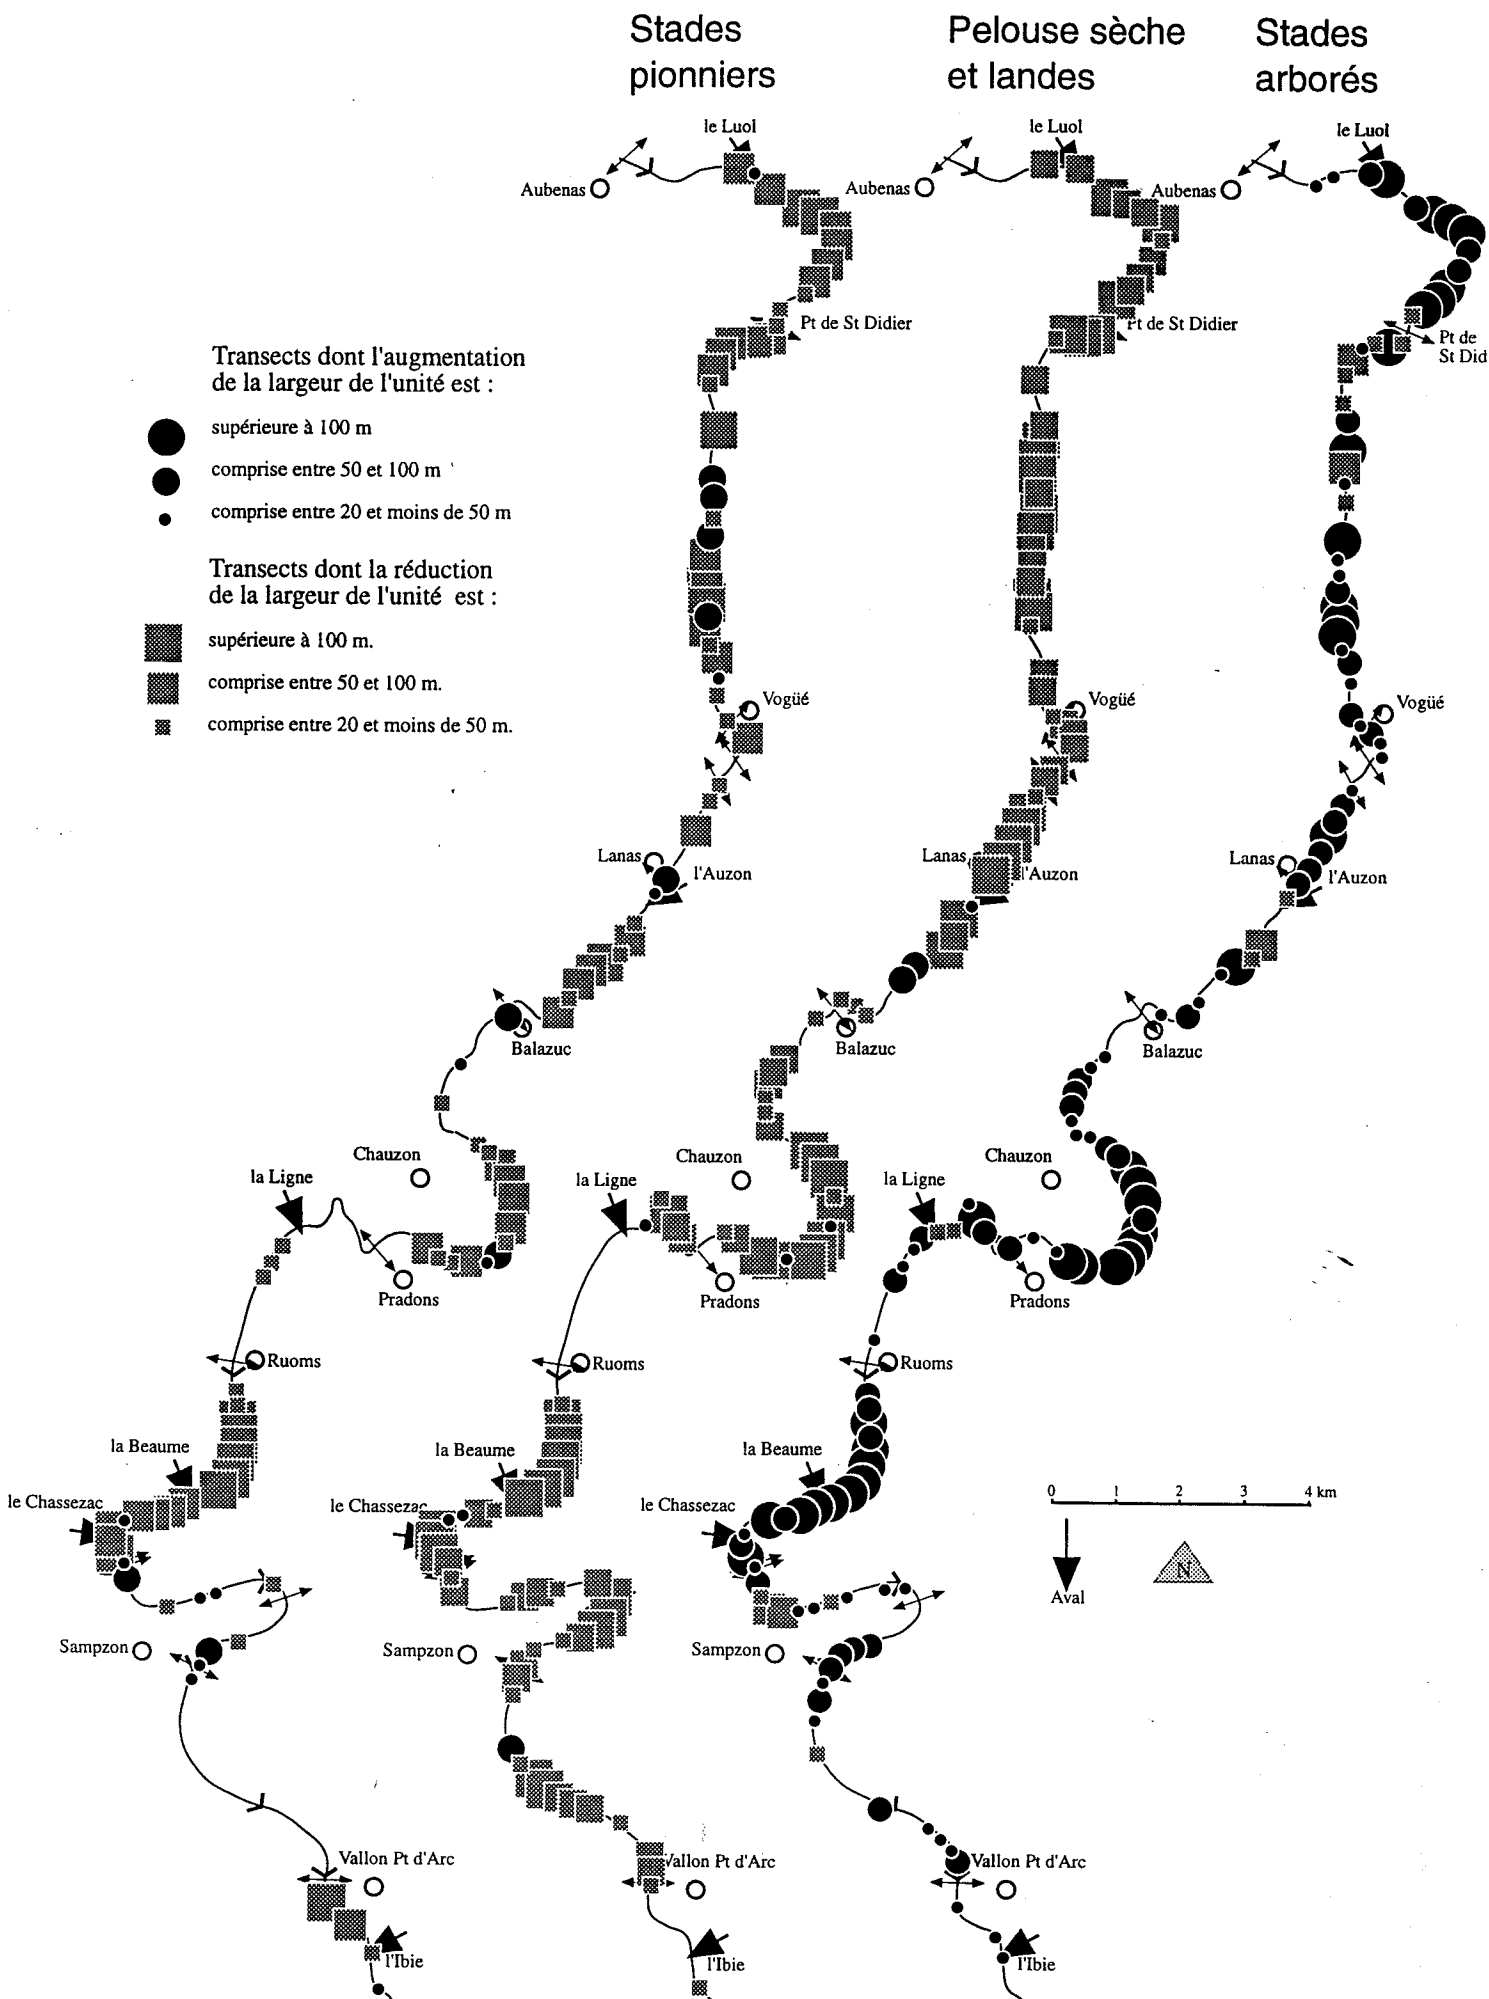 Stades
pionniers
Pelouse sèche
et landes
Stades
arborés
le Luol
le Luol
le Luol
Aubenas
Aubenas
Aubenas
Pt de St Didier
Pt de St Didier
Pt de
St Did
Transects dont l'augmentation
de la largeur de l'unité est :
supérieure à 100 m
comprise entre 50 et 100 m
comprise entre 20 et moins de 50 m
Transects dont la réduction
de la largeur de l'unité est :
supérieure à 100 m.
comprise entre 50 et 100 m.
comprise entre 20 et moins de 50 m.
Vogüé
Vogüé
Vogüé
Lanas
l'Auzon
Lanas
l'Auzon
Lanas
l'Auzon
Balazuc
Balazuc
Balazuc
Chauzon
Chauzon
Chauzon
la Ligne
la Ligne
la Ligne
Pradons
Pradons
Pradons
Ruoms
Ruoms
Ruoms
la Beaume
la Beaume
la Beaume
le Chassezac
le Chassezac
le Chassezac
0 1 2 3 4 km
N
Aval
Sampzon
Sampzon
Sampzon
Vallon Pt d'Arc
Vallon Pt d'Arc
Vallon Pt d'Arc
l'Ibie
l'Ibie
l'Ibie